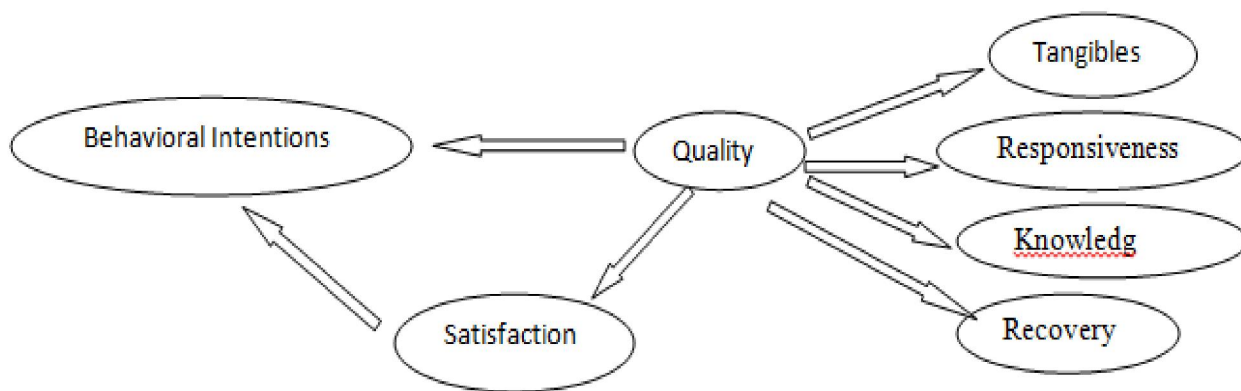 Tangibles
Behavioral Intentions
Quality
Responsiveness
Knowledg
Satisfaction
Recovery